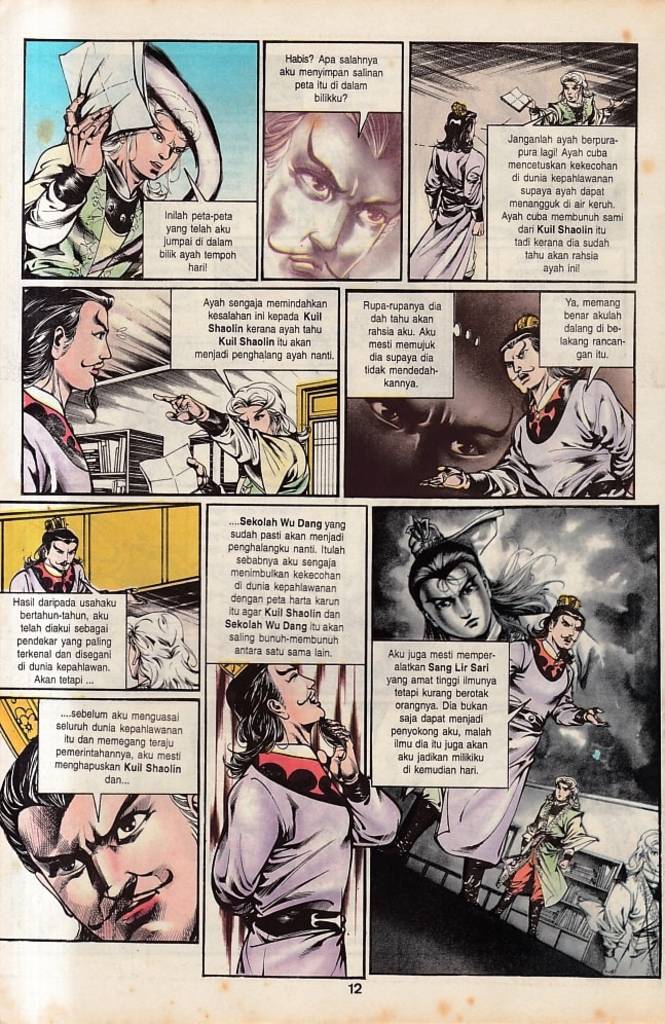 Inilah peta-peta
yang telah aku
jumpai di dalam
bilik ayah tempoh
hari!
Habis? Apa salahnya
aku menyimpan salinan
peta itu di dalam
bilikku?
Janganlah ayah berpura-
pura lagi! Ayah cuba
mencetuskan kekecohan
di dunia kepahlawanan
supaya ayah dapat
menangguk di air keruh.
Ayah cuba membunuh sami
dari Kuil Shaolin itu
tadi kerana dia sudah
tahu akan rahsia
ayah ini!
Ayah sengaja memindahkan
kesalahan ini kepada Kuil
Shaolin kerana ayah tahu
Kuil Shaolin itu akan
menjadi penghalang ayah nanti.
Rupa-rupanya dia
dah tahu akan
rahsia aku. Aku
mesti memujuk
dia supaya dia
tidak mendedah-
kannya.
Ya, memang
benar akulah
dalang di be-
lakang rancan-
gan itu.
Hasil daripada usahaku
bertahun-tahun, aku
telah diakui sebagai
pendekar yang paling
terkenal dan disegani
di dunia kepahlawan.
Akan tetapi ...
....sebelum aku menguasai
seluruh dunia kepahlawanan
itu dan memegang teraju
pemerintahannya, aku mesti
menghapuskan Kuil Shaolin
dan...
....Sekolah Wu Dang yang
sudah pasti akan menjadi
penghalangku nanti. Itulah
sebabnya aku sengaja
menimbulkan kekecohan
di dunia kepahlawanan
dengan peta harta karun
itu agar Kuil Shaolin dan
Sekolah Wu Dang itu akan
saling bunuh-membunuh
antara satu sama lain.
Aku juga mesti memper-
alatkan Sang Lir Sari
yang amat tinggi ilmunya
tetapi kurang berotak
orangnya. Dia bukan
saja dapat menjadi
penyokong aku, malah
ilmu dia itu juga akan
aku jadikan milikiku
di kemudian hari.
12